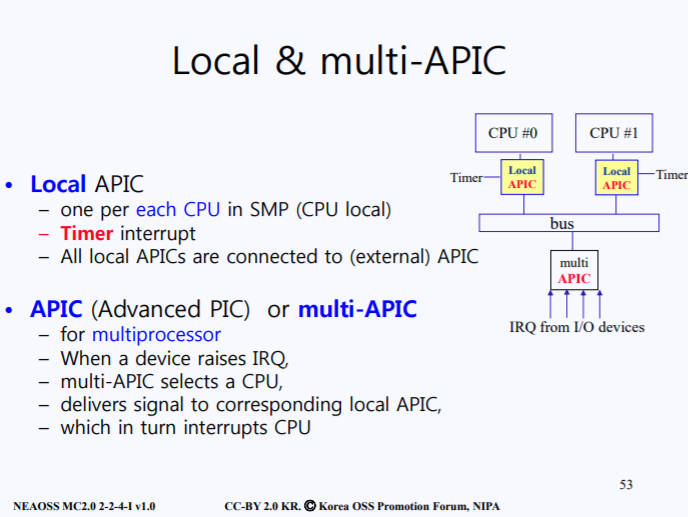 Local & multi-APIC
• Local APIC
– one per each CPU in SMP (CPU local)
– Timer interrupt
– All local APICs are connected to (external) APIC
• APIC (Advanced PIC) or multi-APIC
– for multiprocessor
– When a device raises IRQ,
– multi-APIC selects a CPU,
– delivers signal to corresponding local APIC,
– which in turn interrupts CPU
CPU #0
CPU #1
Timer
Local
APIC
Local
APIC
Timer
bus
multi
APIC
IRQ from I/O devices
53
NEAOSS MC2.0 2-2-4-I v1.0
CC-BY 2.0 KR. © Korea OSS Promotion Forum, NIPA